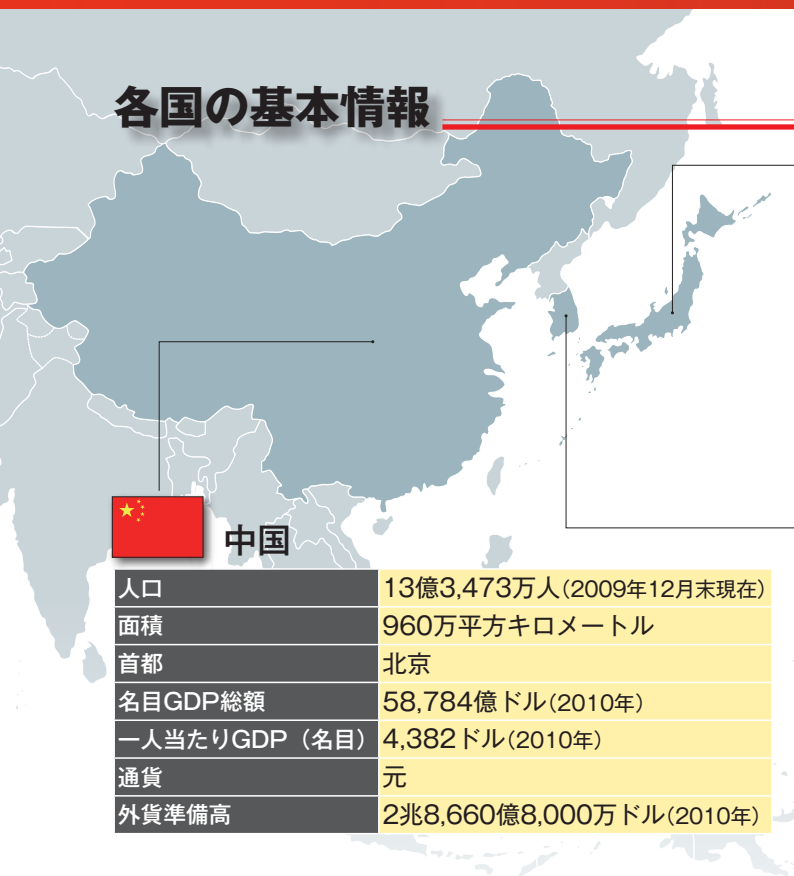 各国の基本情報
中国
人口 13億3,473万人(2009年12月末現在)
面積 960万平方キロメートル
首都 北京
名目GDP総額 58,784億ドル(2010年)
一人当たりGDP（名目） 4,382ドル(2010年)
通貨 元
外貨準備高 2兆8,660億8,000万ドル(2010年)